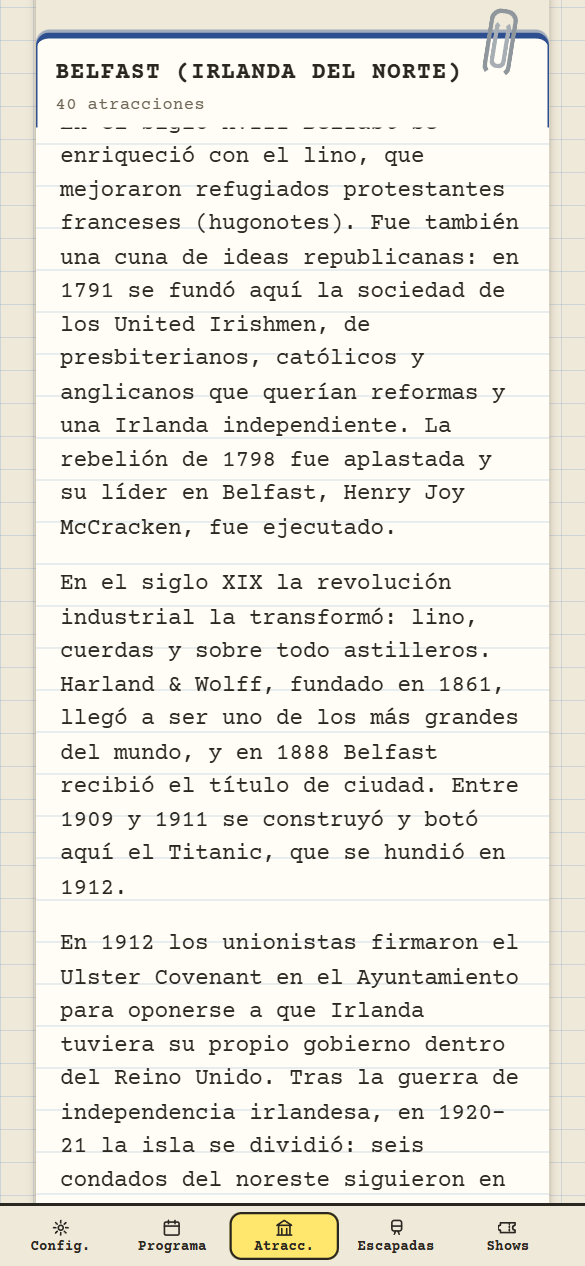 BELFAST (IRLANDA DEL NORTE)
40 atracciones
En el siglo XVIII Belfast se
enriqueció con el lino, que
mejoraron refugiados protestantes
franceses (hugonotes). Fue también
una cuna de ideas republicanas: en
1791 se fundó aquí la sociedad de
los United Irishmen, de
presbiterianos, católicos y
anglicanos que querían reformas y
una Irlanda independiente. La
rebelión de 1798 fue aplastada y
su líder en Belfast, Henry Joy
McCracken, fue ejecutado.
En el siglo XIX la revolución
industrial la transformó: lino,
cuerdas y sobre todo astilleros.
Harland & Wolff, fundado en 1861,
llegó a ser uno de los más grandes
del mundo, y en 1888 Belfast
recibió el título de ciudad. Entre
1909 y 1911 se construyó y botó
aquí el Titanic, que se hundió en
1912.
En 1912 los unionistas firmaron el
Ulster Covenant en el Ayuntamiento
para oponerse a que Irlanda
tuviera su propio gobierno dentro
del Reino Unido. Tras la guerra de
independencia irlandesa, en 1920–
21 la isla se dividió: seis
condados del noreste siguieron en
Config.
Programa
Atracc.
Escapadas
Shows